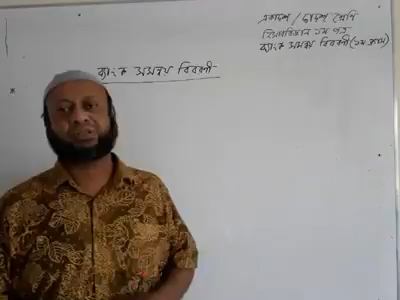 একাদশ / দ্বাদশ শ্রেণি
হিসাববিজ্ঞান ১ম পত্র
ব্যাংক সমন্বয় বিবরণী (১ম ক্লাস)
ব্যাংক সমন্বয় বিবরণী